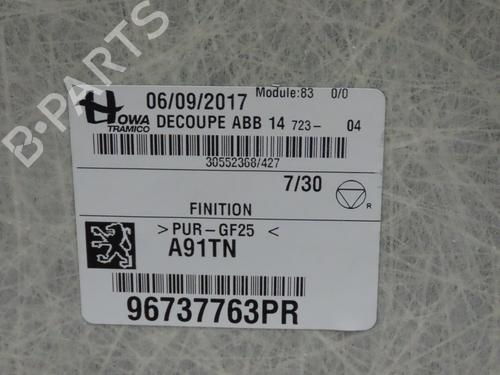 B-PARTS
HOWA
TRAMICO
06/09/2017 Module:83 0/0
DECOUPE ABB 14 723- 04
30552368/427
7/30
R
FINITION
>PUR-GF25 <
A91TN
96737763PR